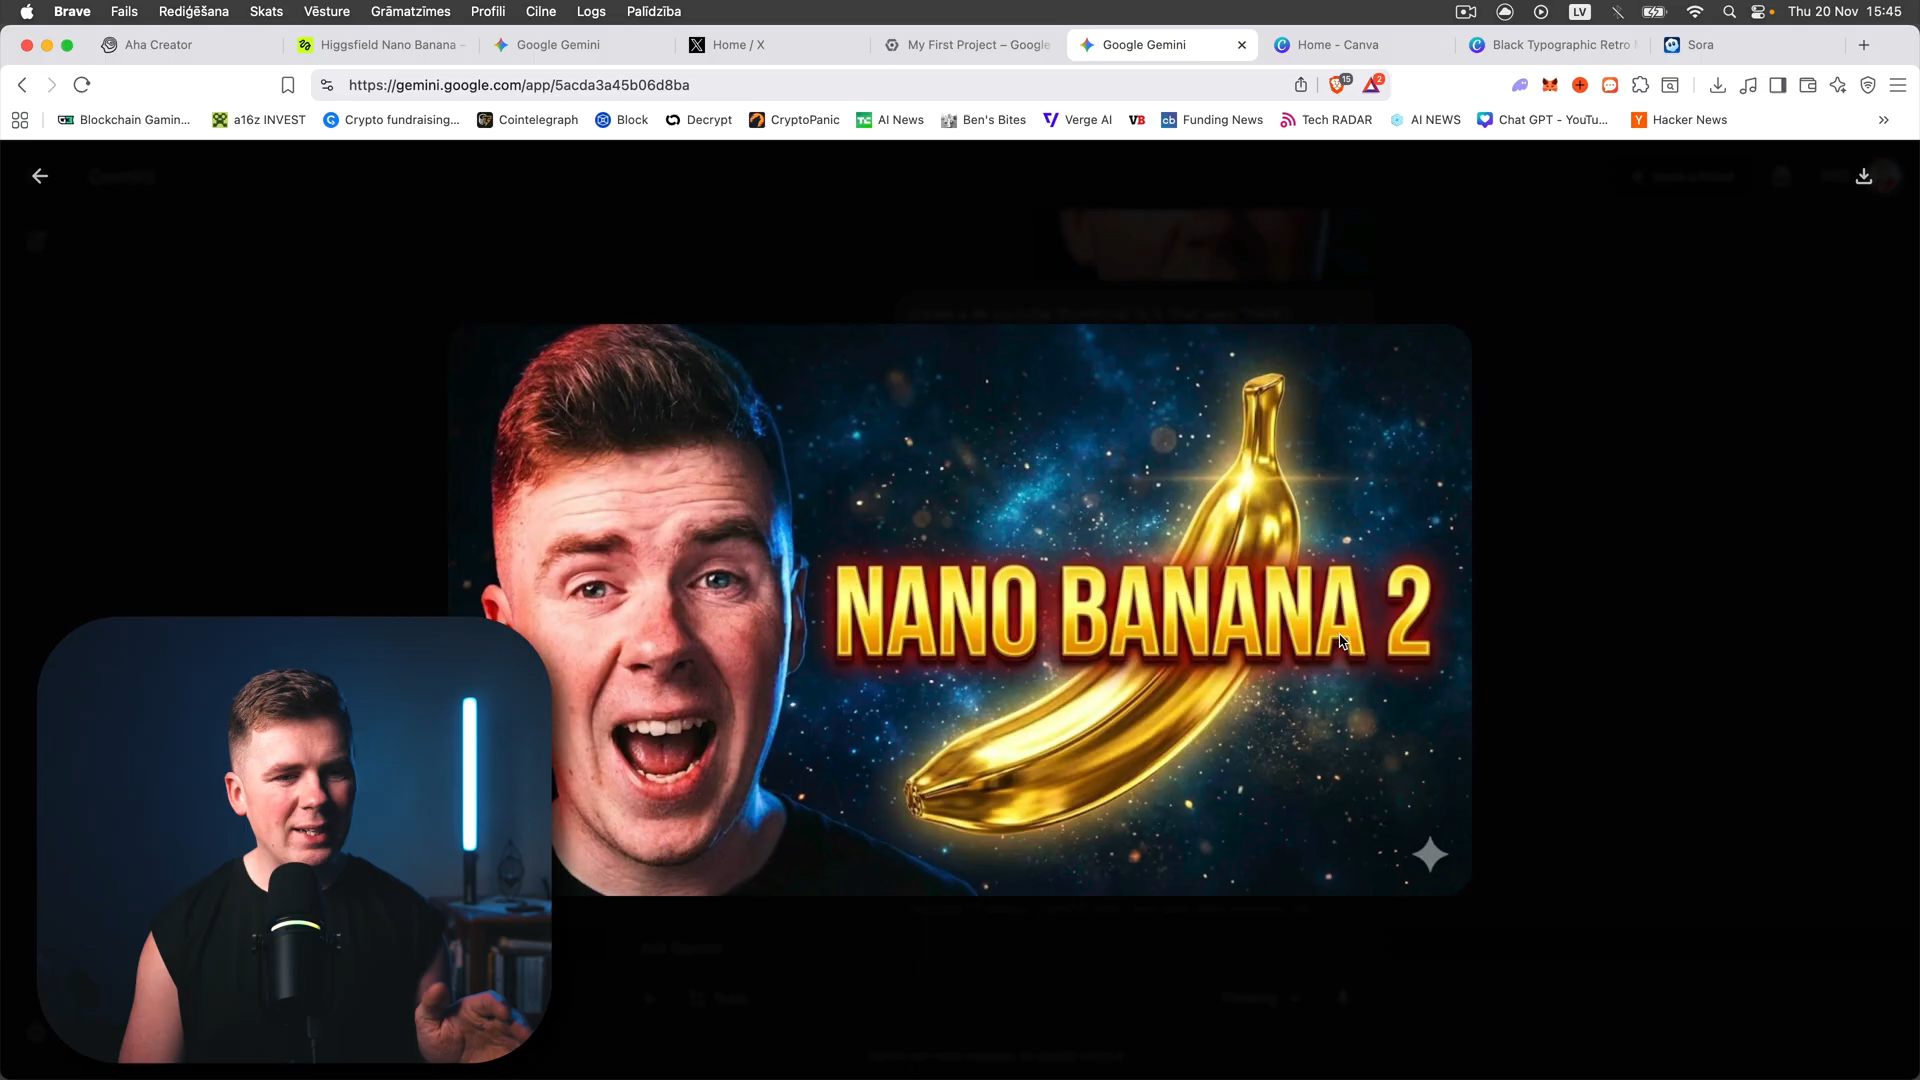 Brave Fails Rediģēšana Skats Vēsture Grāmatzīmes Profili Cilne Logs Palīdzība LV Thu 20 Nov 15:45
Aha Creator Higgsfield Nano Banana – Google Gemini Home / X My First Project – Google Google Gemini Home - Canva Black Typographic Retro Sora
https://gemini.google.com/app/5acda3a45b06d8ba 15 2
Blockchain Gamin... a16z INVEST Crypto fundraising... Cointelegraph Block Decrypt CryptoPanic AI News Ben's Bites Verge AI VB Funding News Tech RADAR AI NEWS Chat GPT - YouTu... Hacker News
NANO BANANA 2